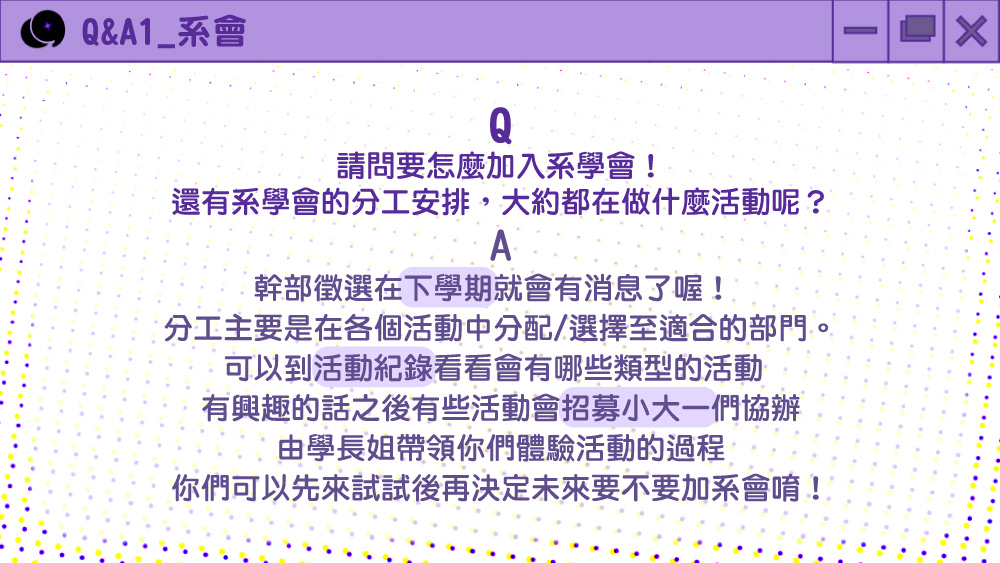 Q&A1_系會
Q
請問要怎麼加入系學會！
還有系學會的分工安排，大約都在做什麼活動呢？
A
幹部徵選在下學期就會有消息了喔！
分工主要是在各個活動中分配/選擇至適合的部門。
可以到活動紀錄看看會有哪些類型的活動
有興趣的話之後有些活動會招募小大一們協辦
由學長姐帶領你們體驗活動的過程
你們可以先來試試後再決定未來要不要加系會唷！